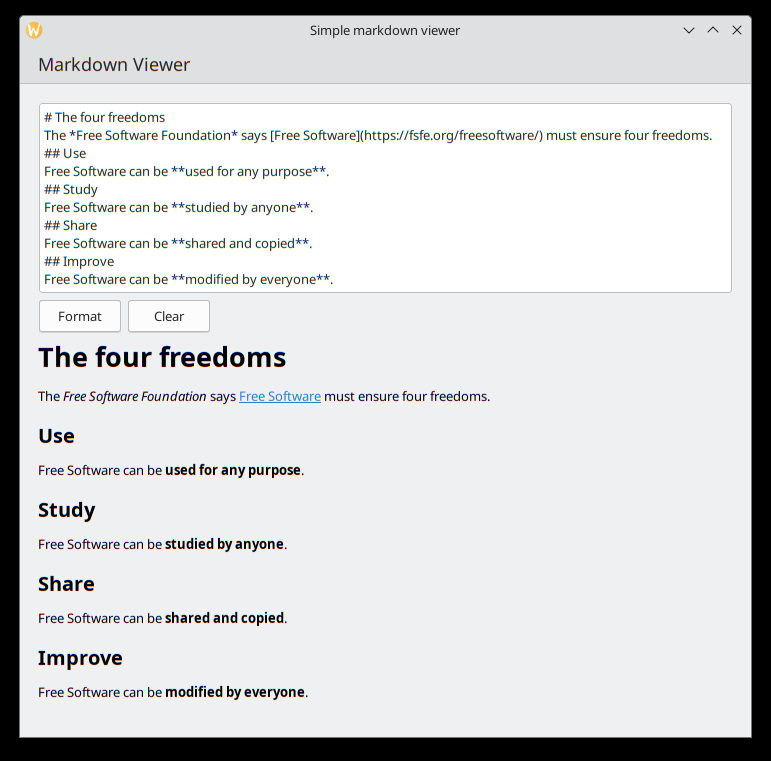 Simple markdown viewer
Markdown Viewer
# The four freedoms
The *Free Software Foundation* says [Free Software](https://fsfe.org/freesoftware/) must ensure four freedoms.
## Use
Free Software can be **used for any purpose**.
## Study
Free Software can be **studied by anyone**.
## Share
Free Software can be **shared and copied**.
## Improve
Free Software can be **modified by everyone**.
Format Clear
The four freedoms
The Free Software Foundation says Free Software must ensure four freedoms.
Use
Free Software can be used for any purpose.
Study
Free Software can be studied by anyone.
Share
Free Software can be shared and copied.
Improve
Free Software can be modified by everyone.